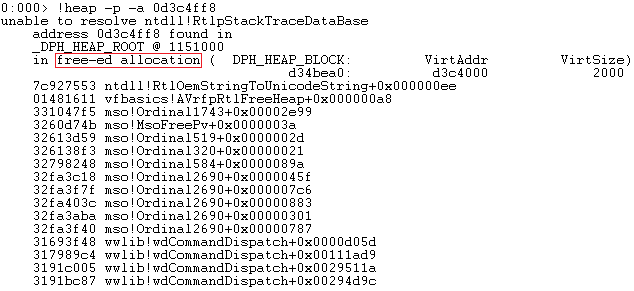 0:000> !heap -p -a 0d3c4ff8
unable to resolve ntdll!RtlpStackTraceDataBase
address 0d3c4ff8 found in
_DPH_HEAP_ROOT @ 1151000
in free-ed allocation ( DPH_HEAP_BLOCK: VirtAddr VirtSize)
d34bea0: d3c4000 2000
7c927553 ntdll!RtlOemStringToUnicodeString+0x000000ee
01481611 vfbasics!AVrfpRtlFreeHeap+0x000000a8
331047f5 mso!Ordinal1743+0x00002e99
3260d74b mso!MsoFreePv+0x0000003a
32613d59 mso!Ordinal519+0x0000002d
326138f3 mso!Ordinal320+0x00000021
32798248 mso!Ordinal584+0x0000089a
32fa3c18 mso!Ordinal2690+0x0000045f
32fa3f7f mso!Ordinal2690+0x000007c6
32fa403c mso!Ordinal2690+0x00000883
32fa3aba mso!Ordinal2690+0x00000301
32fa3f40 mso!Ordinal2690+0x00000787
31693f48 wwlib!wdCommandDispatch+0x0000d05d
317989c4 wwlib!wdCommandDispatch+0x00111ad9
3191c005 wwlib!wdCommandDispatch+0x0029511a
3191bc87 wwlib!wdCommandDispatch+0x00294d9c